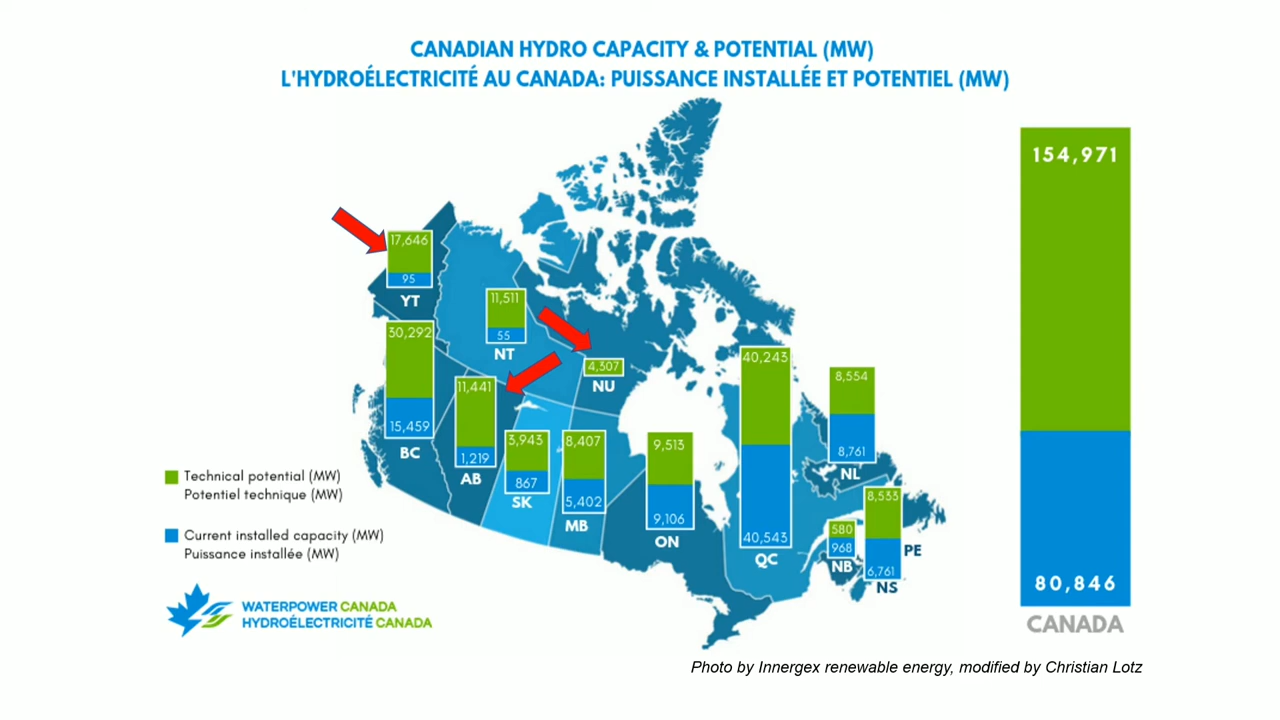 CANADIAN HYDRO CAPACITY & POTENTIAL (MW)
L'HYDROÉLECTRICITÉ AU CANADA: PUISSANCE INSTALLÉE ET POTENTIEL (MW)
154,971
17,646
95
YT
11,511
55
NT
30,292
15,459
BC
4,307
NU
11,441
1,219
AB
40,243
40,543
QC
8,554
8,761
NL
3,943
867
SK
8,407
5,402
MB
9,513
9,106
ON
8,533
6,761
NS
PE
580
968
NB
Technical potential (MW)
Potentiel technique (MW)
Current installed capacity (MW)
Puissance installée (MW)
80,846
CANADA
WATERPOWER CANADA
HYDROÉLECTRICITÉ CANADA
Photo by Innergex renewable energy, modified by Christian Lotz